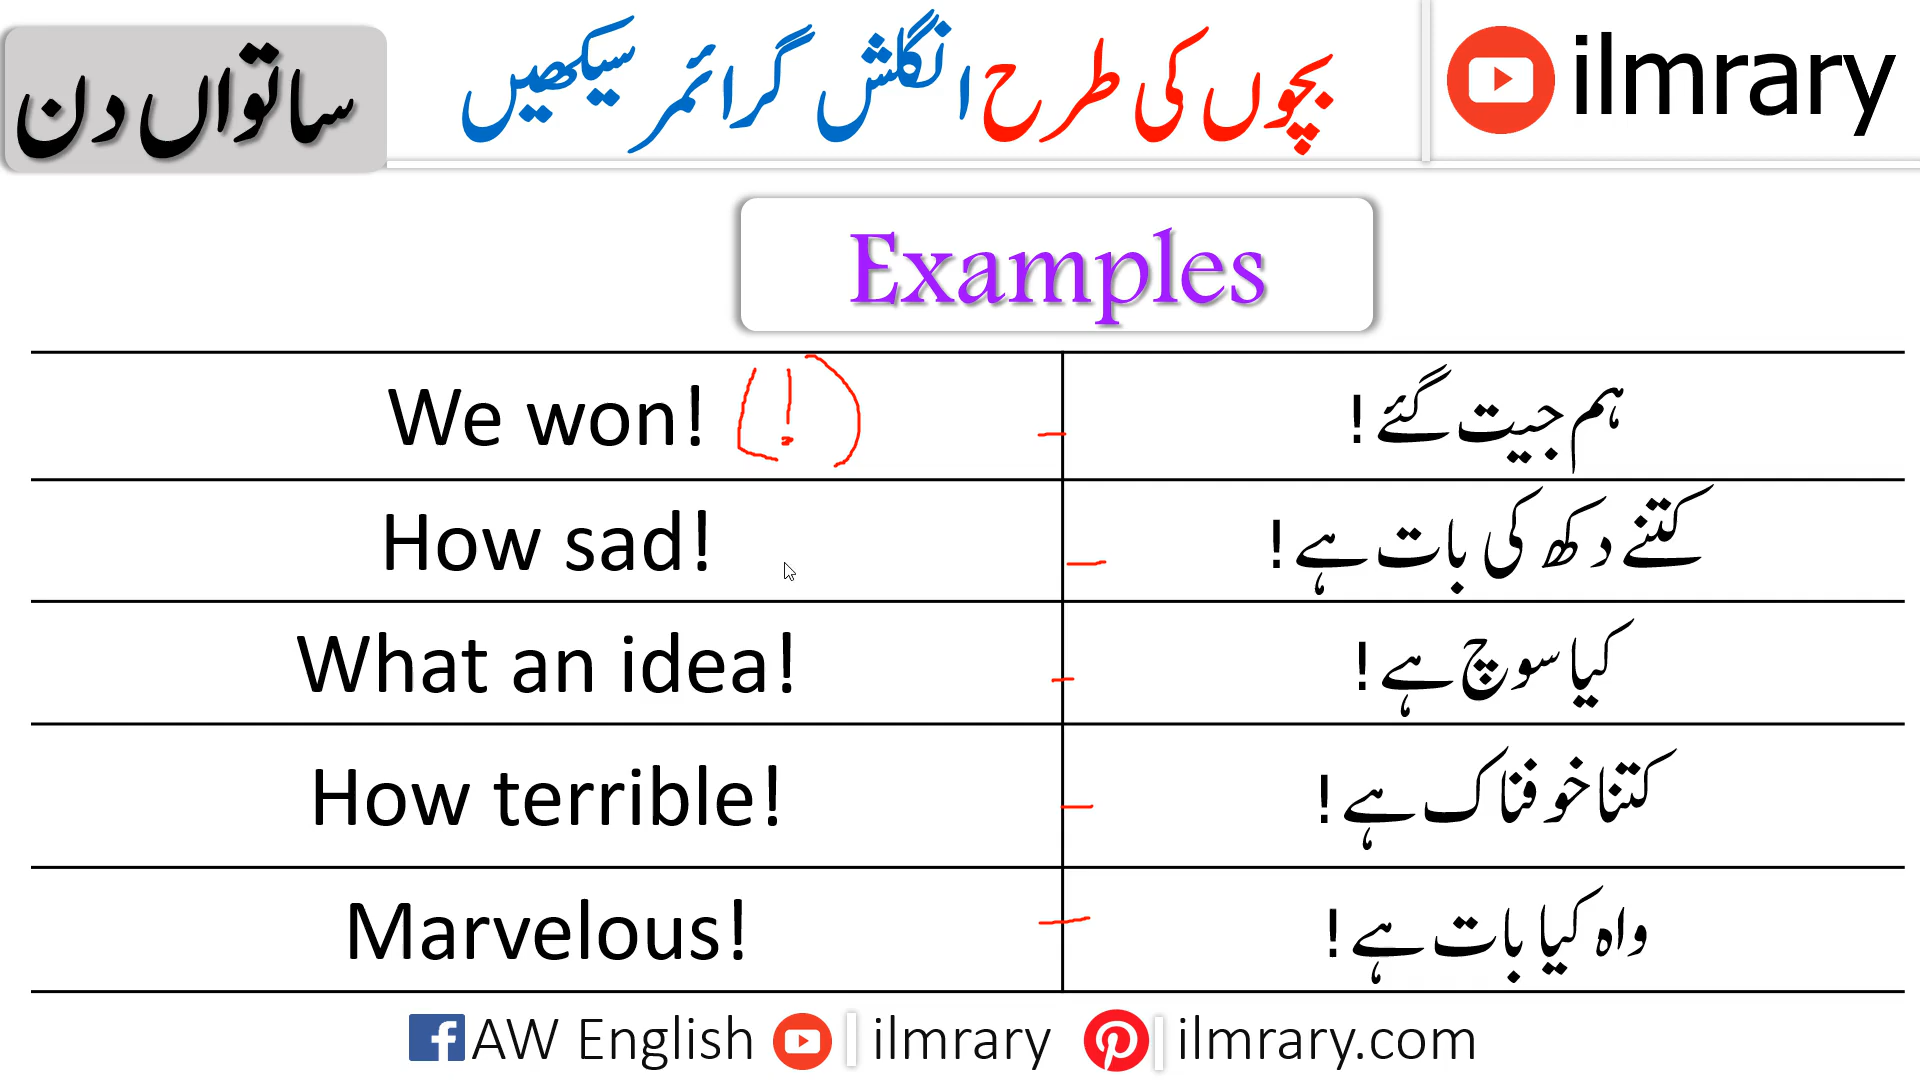 ساتواں دن
بچوں کی طرح انگلش گرائمر سیکھیں
ilmrary
Examples
We won! (!)
ہم جیت گئے!
How sad!
کتنے دکھ کی بات ہے!
What an idea!
کیا سوچ ہے!
How terrible!
کتنا خوفناک ہے!
Marvelous!
واہ کیا بات ہے!
AW English | ilmrary | ilmrary.com